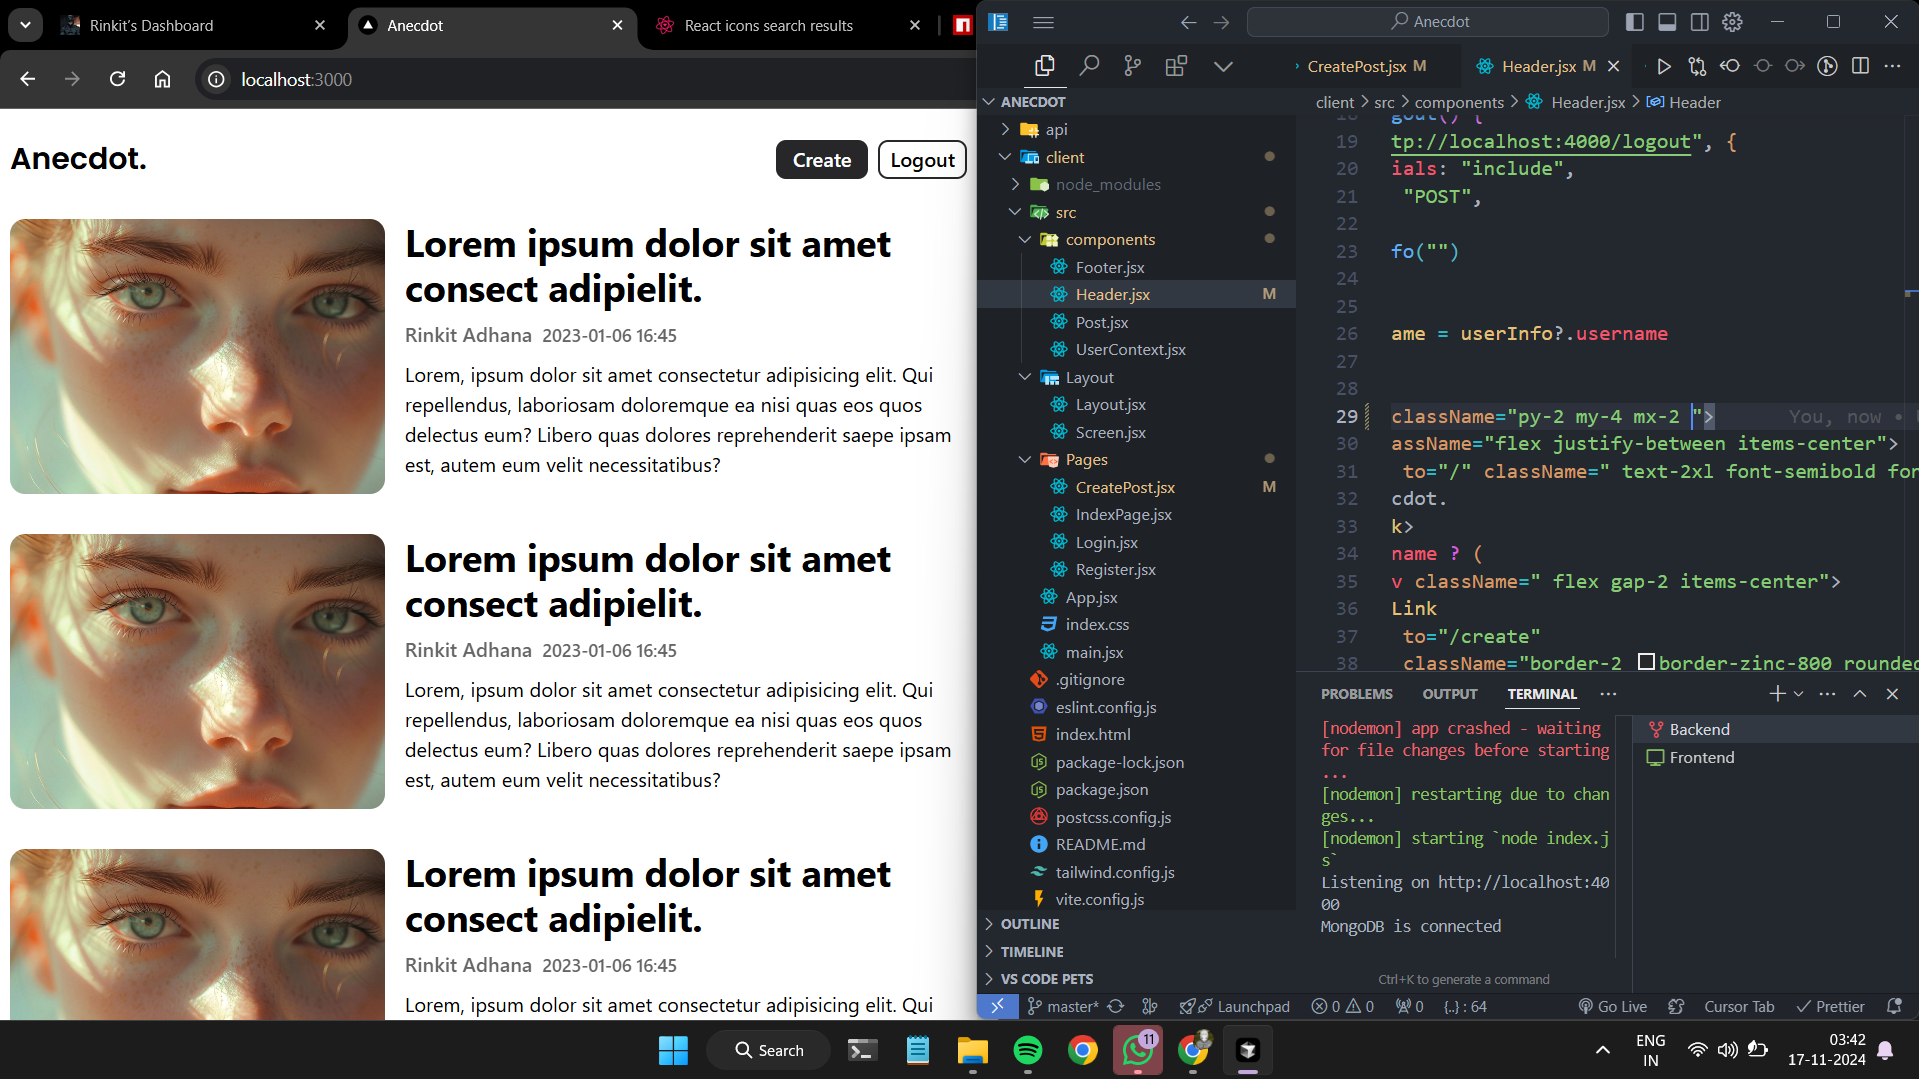 Rinkit's Dashboard
Anecdot
React icons search results
localhost:3000
Anecdot.
Create
Logout
Lorem ipsum dolor sit amet
consect adipielit.
Rinkit Adhana 2023-01-06 16:45
Lorem, ipsum dolor sit amet consectetur adipisicing elit. Qui
repellendus, laboriosam doloremque ea nisi quas eos quos
delectus eum? Libero quas dolores reprehenderit saepe ipsam
est, autem eum velit necessitatibus?
Lorem ipsum dolor sit amet
consect adipielit.
Rinkit Adhana 2023-01-06 16:45
Lorem, ipsum dolor sit amet consectetur adipisicing elit. Qui
repellendus, laboriosam doloremque ea nisi quas eos quos
delectus eum? Libero quas dolores reprehenderit saepe ipsam
est, autem eum velit necessitatibus?
Lorem ipsum dolor sit amet
consect adipielit.
Rinkit Adhana 2023-01-06 16:45
Lorem, ipsum dolor sit amet consectetur adipisicing elit. Qui
Anecdot
CreatePost.jsx M
Header.jsx M
ANECDOT
api
client
node_modules
src
components
Footer.jsx
Header.jsx M
Post.jsx
UserContext.jsx
Layout
Layout.jsx
Screen.jsx
Pages
CreatePost.jsx M
IndexPage.jsx
Login.jsx
Register.jsx
App.jsx
index.css
main.jsx
.gitignore
eslint.config.js
index.html
package-lock.json
package.json
postcss.config.js
README.md
tailwind.config.js
vite.config.js
OUTLINE
TIMELINE
VS CODE PETS
client > src > components > Header.jsx > Header
18 gout() {
19 tp://localhost:4000/logout", {
20 ials: "include",
21 "POST",
22
23 fo("")
24
25
26 ame = userInfo?.username
27
28
29 className="py-2 my-4 mx-2 "> You, now •
30 assName="flex justify-between items-center">
31 to="/" className=" text-2xl font-semibold fon
32 cdot.
33 k>
34 name ? (
35 v className=" flex gap-2 items-center">
36 Link
37 to="/create"
38 className="border-2 border-zinc-800 rounded
PROBLEMS OUTPUT TERMINAL ···
[nodemon] app crashed - waiting
for file changes before starting
...
[nodemon] restarting due to chan
ges...
[nodemon] starting `node index.j
s`
Listening on http://localhost:40
00
MongoDB is connected
Backend
Frontend
Ctrl+K to generate a command
master* Launchpad 0 0 0 {..} : 64 Go Live Cursor Tab Prettier
Search
11
ENG
IN
03:42
17-11-2024